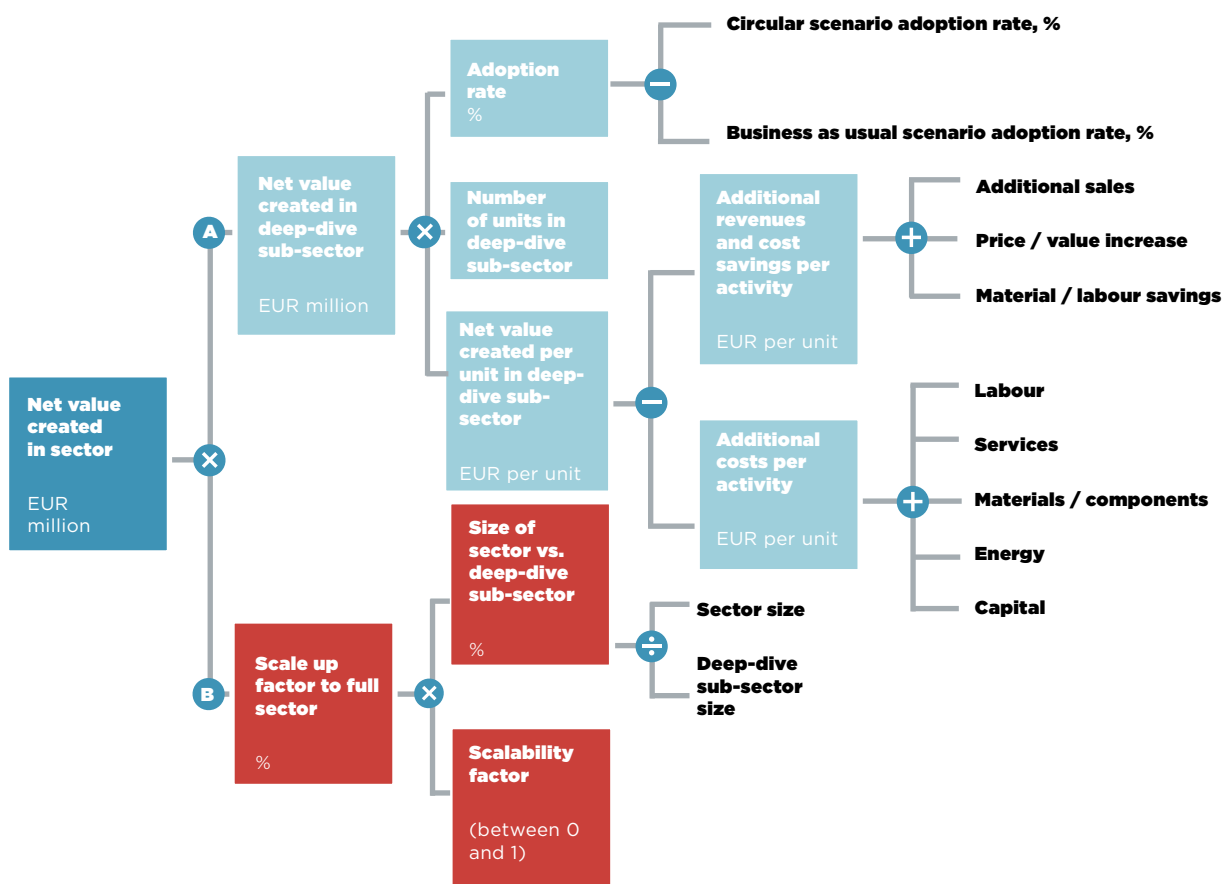 Circular scenario adoption rate, %
Adoption
rate
%
Business as usual scenario adoption rate, %
Net value
created in
deep-dive
sub-sector
EUR million
A
×
Number
of units in
deep-dive
sub-sector
Net value
created per
unit in deep-
dive sub-
sector
EUR per unit
−
Additional
revenues
and cost
savings per
activity
EUR per unit
+
Additional sales
Price / value increase
Material / labour savings
−
Additional
costs per
activity
EUR per unit
+
Labour
Services
Materials / components
Energy
Capital
Net value
created
in sector
EUR
million
×
B
Scale up
factor to full
sector
%
×
Size of
sector vs.
deep-dive
sub-sector
%
÷
Sector size
Deep-dive
sub-sector
size
Scalability
factor
(between 0
and 1)